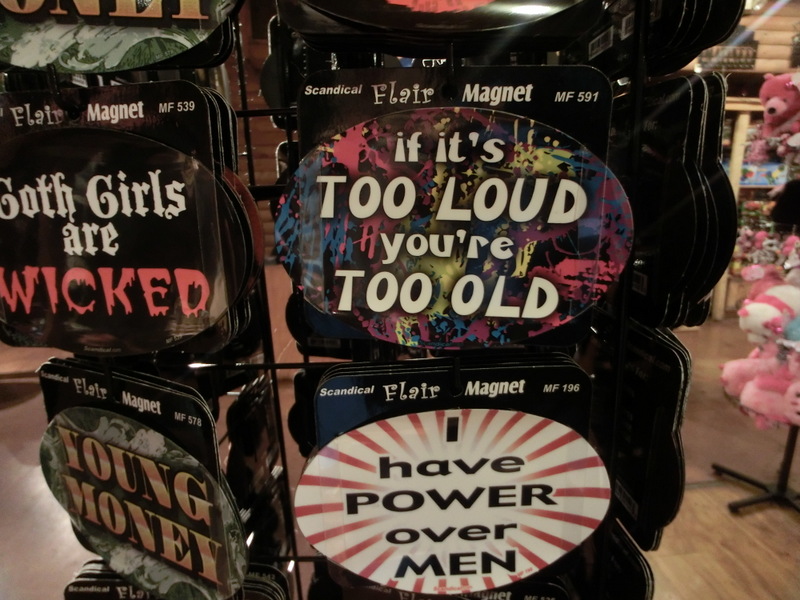 ONEY
Flair Magnet MF 539
Goth Girls
are
WICKED
Scandical Flair Magnet MF 591
if it's
TOO LOUD
you're
TOO OLD
Scandical Flair Magnet MF 578
YOUNG
MONEY
Scandical Flair Magnet MF 196
I
have
POWER
over
MEN